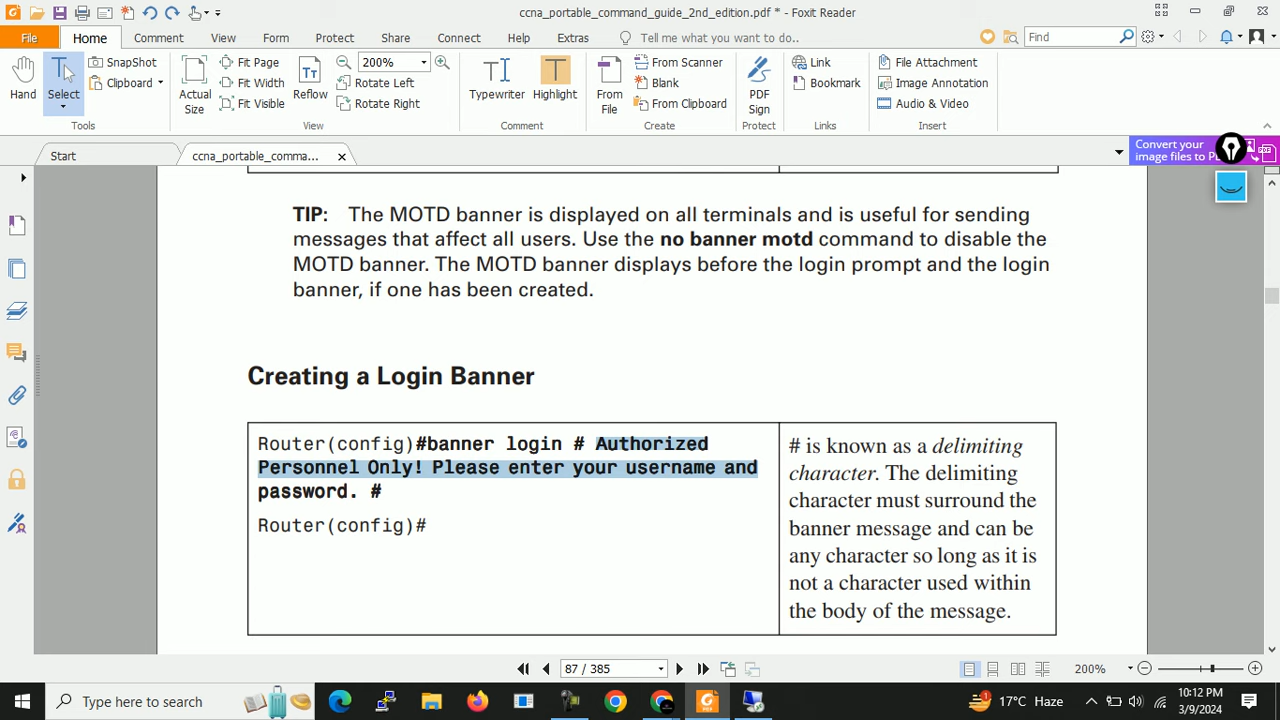 ccna_portable_command_guide_2nd_edition.pdf * - Foxit Reader
File Home Comment View Form Protect Share Connect Help Extras Tell me what you want to do.. Find
Hand
Select
SnapShot
Clipboard
Tools
Actual
Size
Fit Page
Fit Width
Fit Visible
Reflow
200%
Rotate Left
Rotate Right
View
Typewriter
Highlight
Comment
From
File
From Scanner
Blank
From Clipboard
Create
PDF
Sign
Protect
Link
Bookmark
Links
File Attachment
Image Annotation
Audio & Video
Insert
Start
ccna_portable_comma...
Convert your
image files to
TIP: The MOTD banner is displayed on all terminals and is useful for sending
messages that affect all users. Use the no banner motd command to disable the
MOTD banner. The MOTD banner displays before the login prompt and the login
banner, if one has been created.
Creating a Login Banner
Router(config)#banner login # Authorized
Personnel Only! Please enter your username and
password. #
Router(config)#
# is known as a delimiting
character. The delimiting
character must surround the
banner message and can be
any character so long as it is
not a character used within
the body of the message.
87 / 385
200%
Type here to search
17°C Haze
10:12 PM
3/9/2024